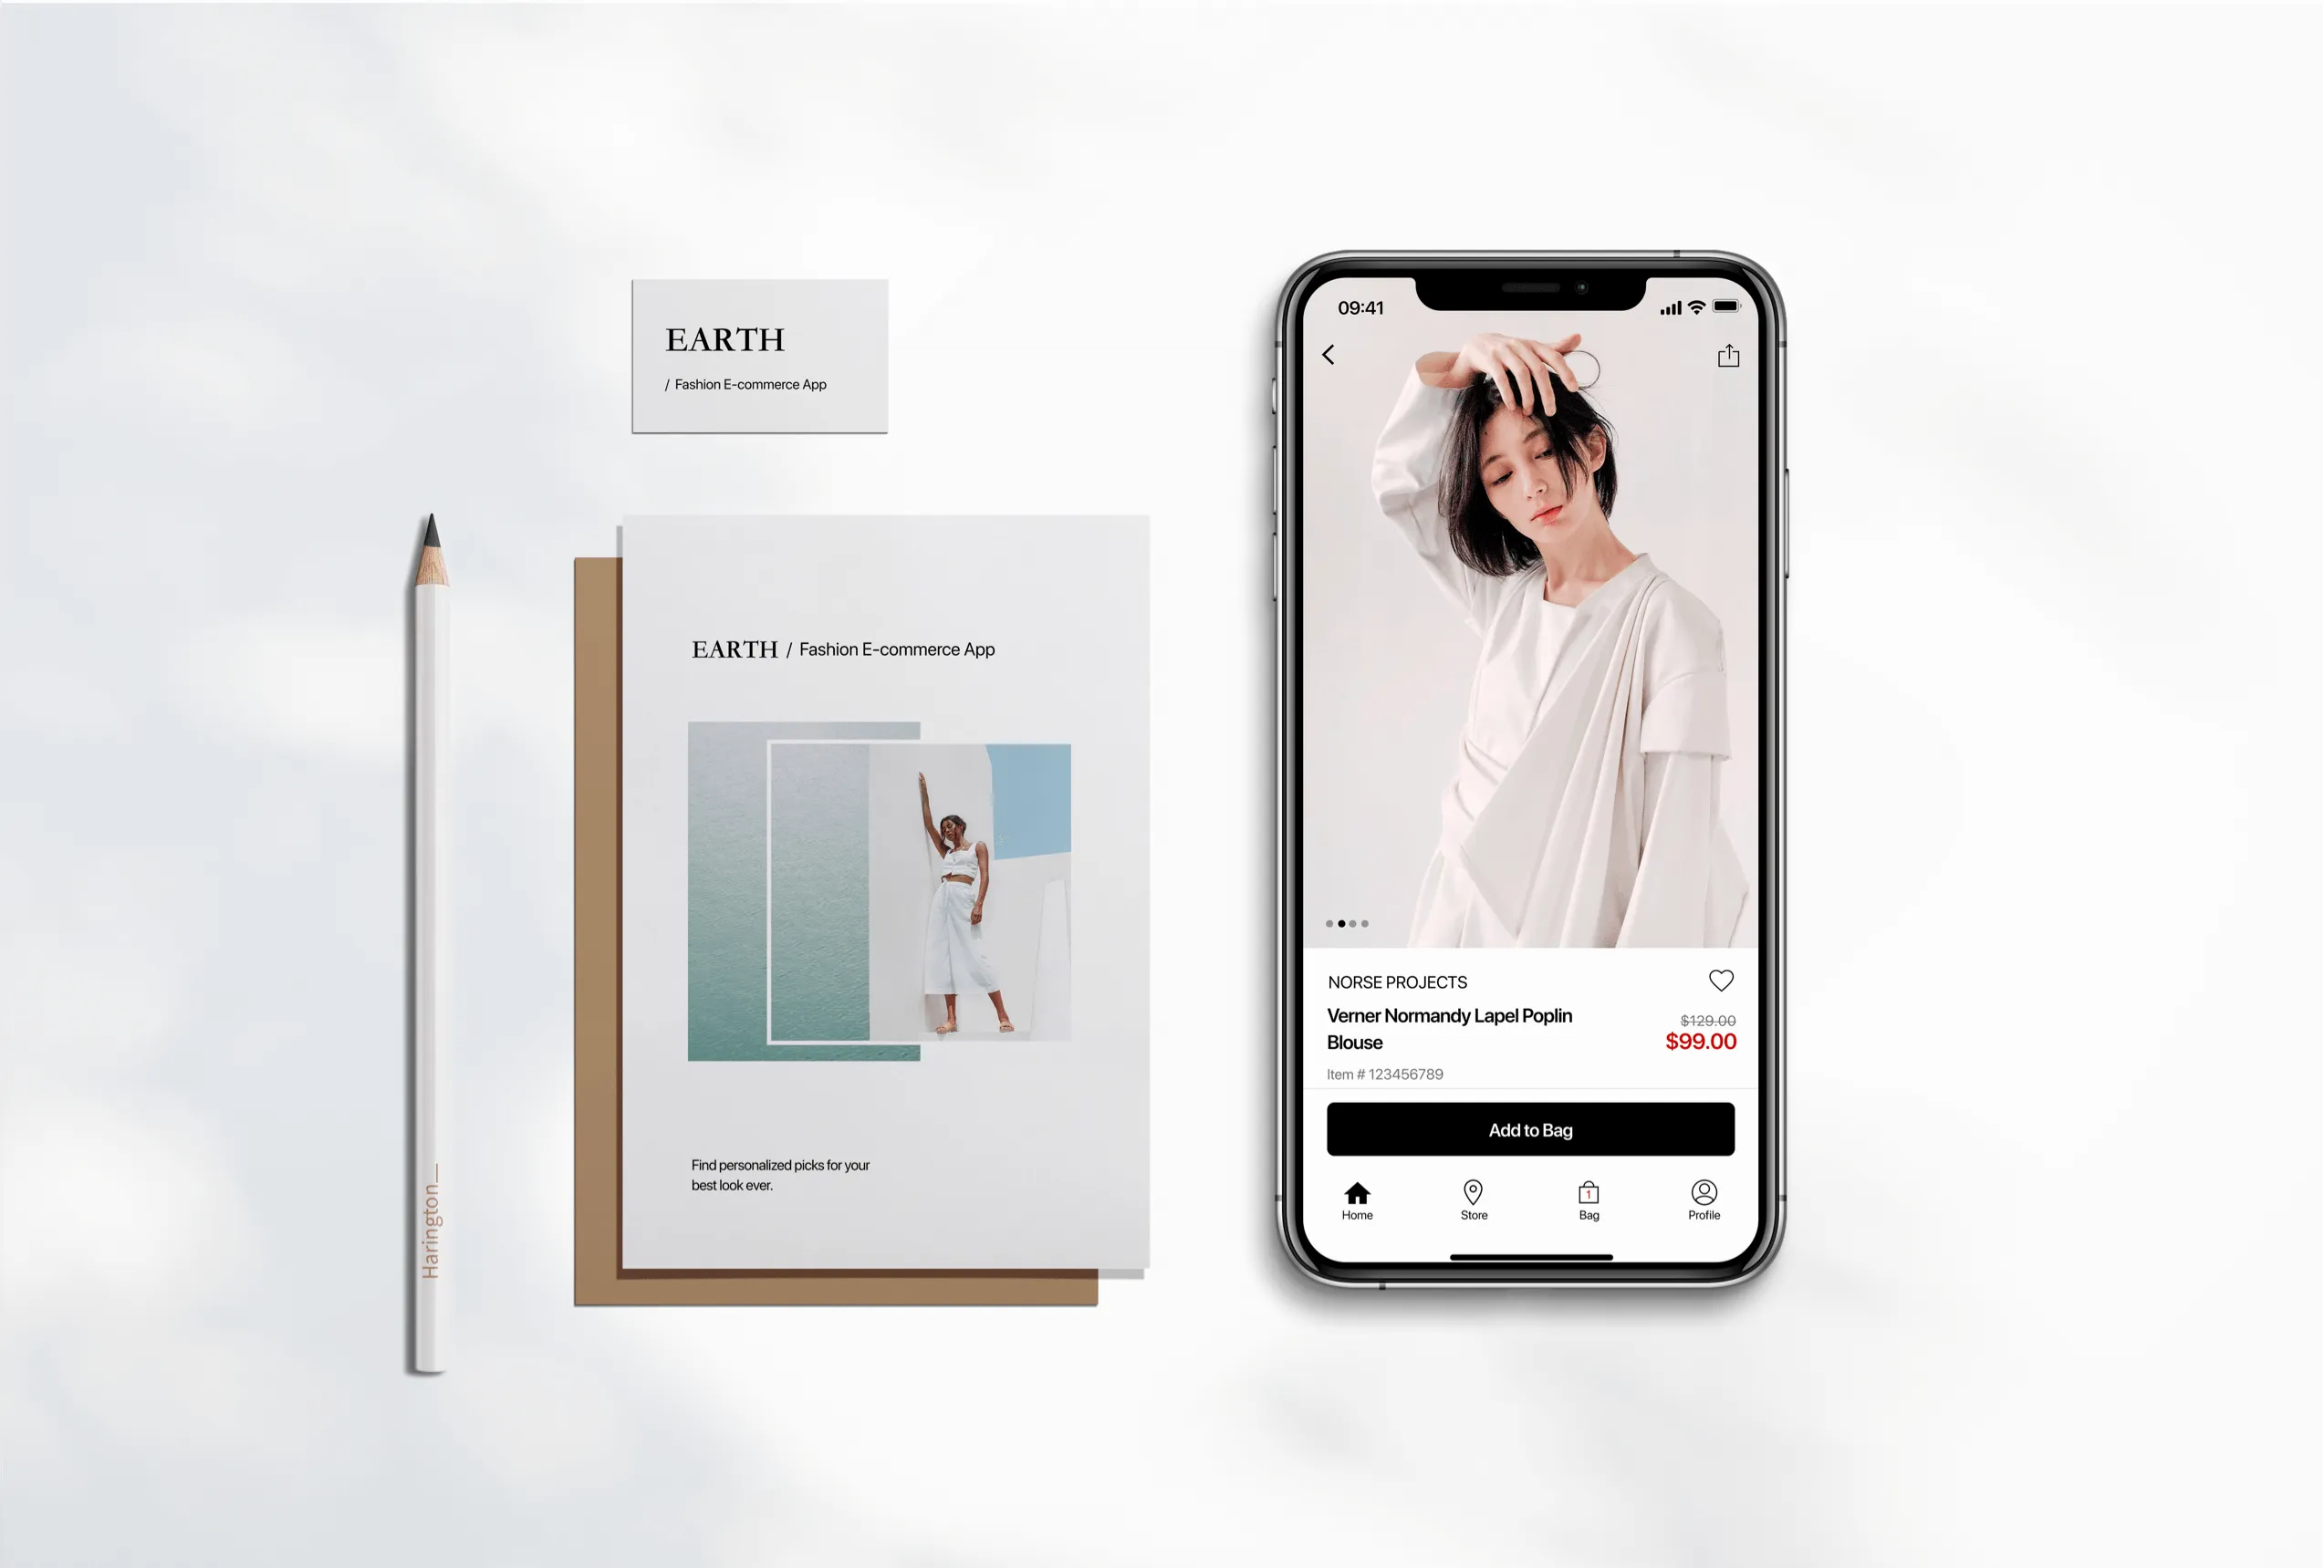 EARTH
/ Fashion E-commerce App
EARTH / Fashion E-commerce App
Find personalized picks for your
best look ever.
Harington_
09:41
NORSE PROJECTS
Verner Normandy Lapel Poplin
Blouse
$129.00
$99.00
Item # 123456789
Add to Bag
1
Home
Store
Bag
Profile